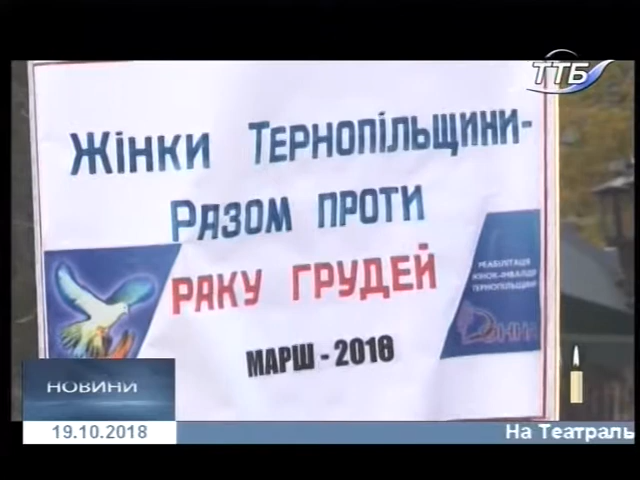 ТТБ
Жінки Тернопільщини-
Разом проти
раку грудей
марш - 2018
реабілітація
жінок-інвалідів
Тернопільщини
Донна
НОВИНИ
19.10.2018
На Театраль